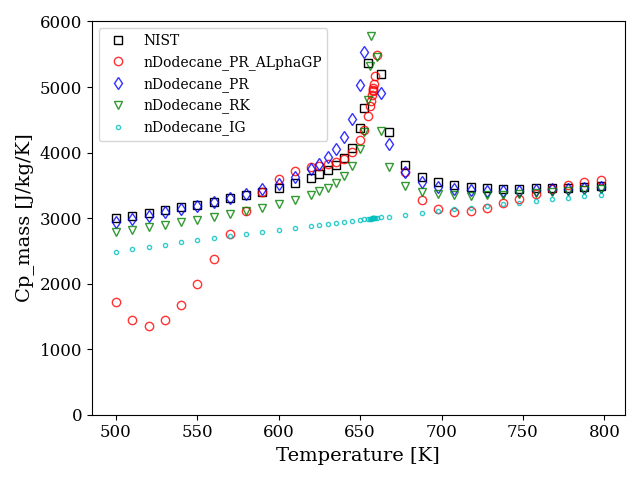 6000
5000
4000
3000
2000
1000
0
Cp_mass [J/kg/K]
NIST
nDodecane_PR_ALphaGP
nDodecane_PR
nDodecane_RK
nDodecane_IG
500 550 600 650 700 750 800
Temperature [K]